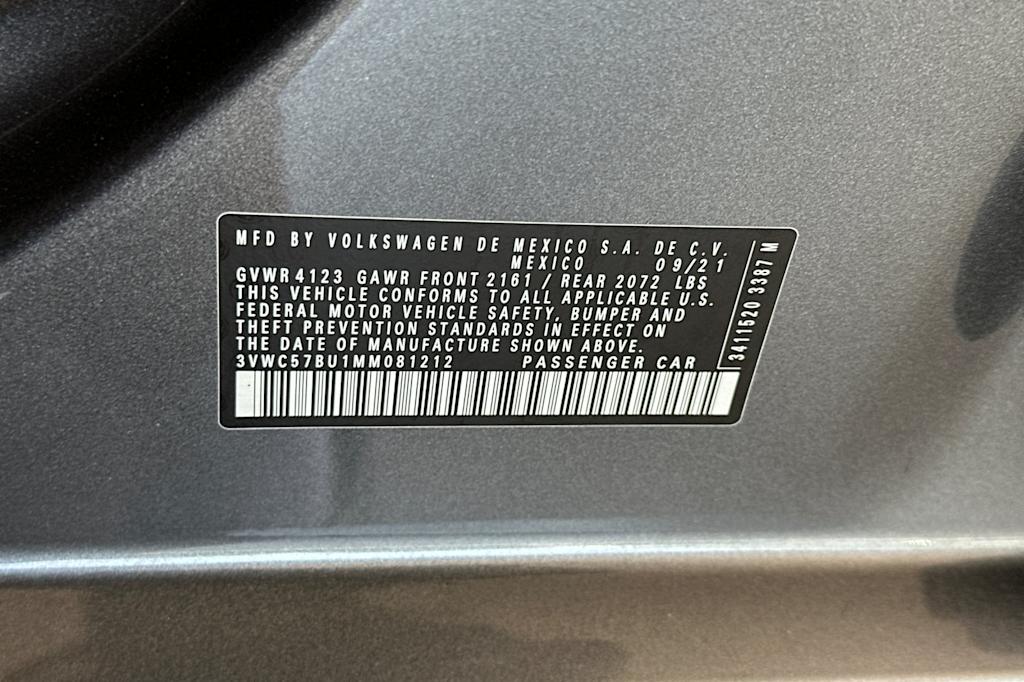 MFD BY VOLKSWAGEN DE MEXICO S.A. DE C.V.
MEXICO 09/21
GVWR 4123 GAWR FRONT 2161 / REAR 2072 LBS
THIS VEHICLE CONFORMS TO ALL APPLICABLE U.S.
FEDERAL MOTOR VEHICLE SAFETY, BUMPER AND
THEFT PREVENTION STANDARDS IN EFFECT ON
THE DATE OF MANUFACTURE SHOWN ABOVE.
3VWC57BU1MM081212 PASSENGER CAR
3411520 3387 M